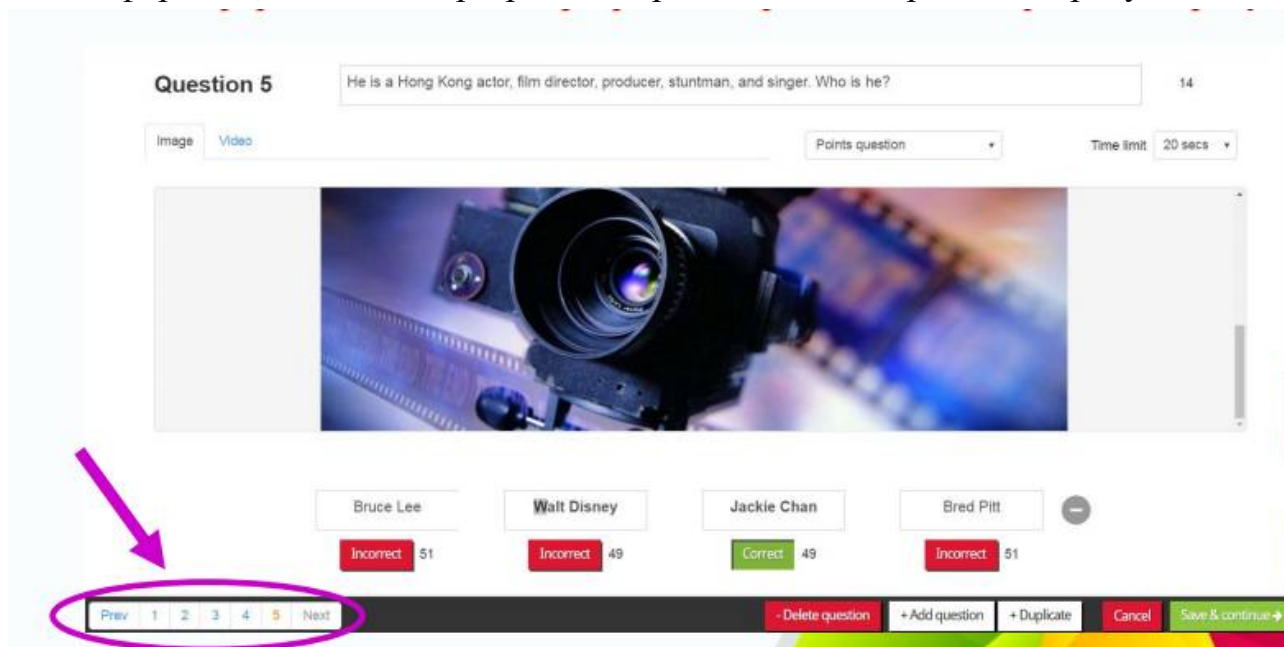 Question 5 He is a Hong Kong actor, film director, producer, stuntman, and singer. Who is he? 14
Image Video Points question Time limit 20 secs
Bruce Lee Walt Disney Jackie Chan Bred Pitt
Incorrect 51 Incorrect 49 Correct 49 Incorrect 51
Prev 1 2 3 4 5 Next - Delete question + Add question + Duplicate Cancel Save & continue →